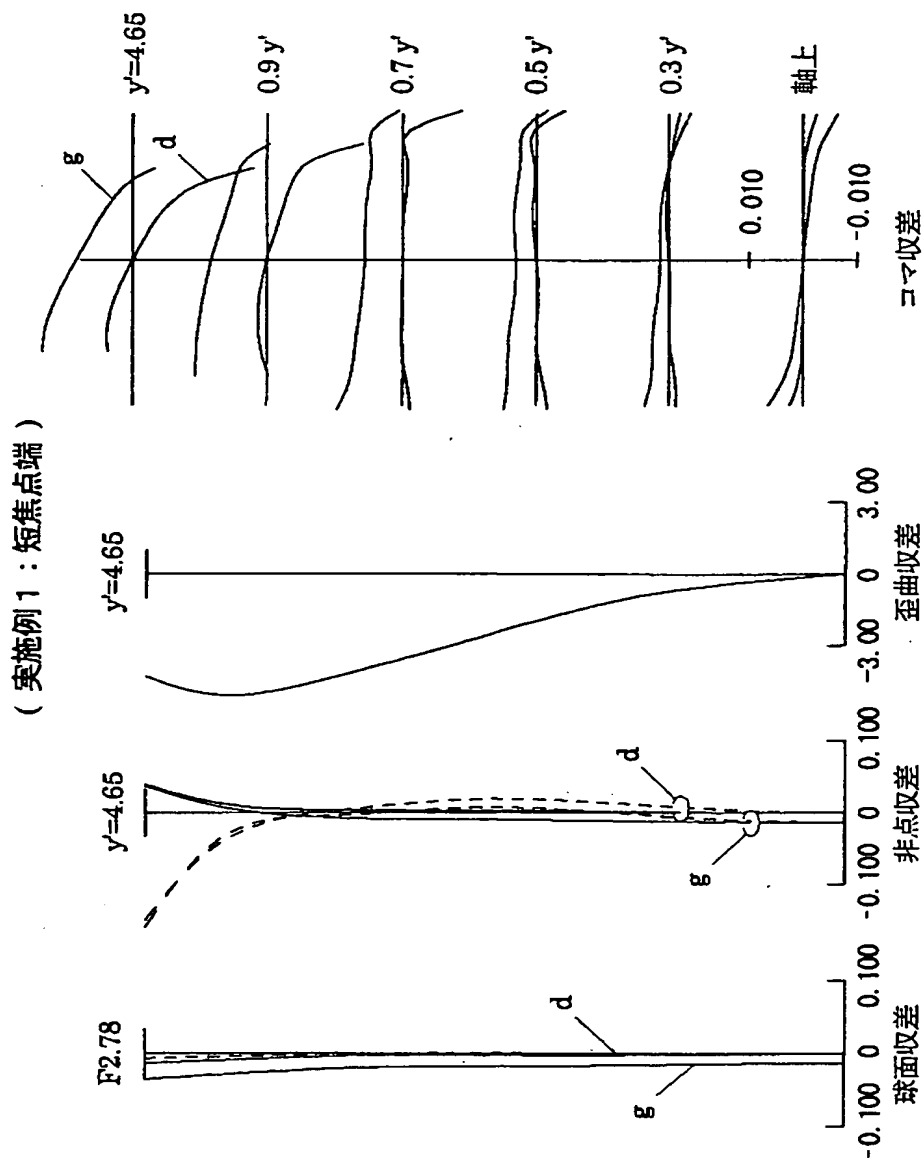 (実施例1：短焦点端)
F2.78
d
g
-0.100
0
0.100
球面収差
y'=4.65
d
g
-0.100
0
0.100
非点収差
y'=4.65
-3.00
0
3.00
歪曲収差
g
d
y'=4.65
0.9 y'
0.7 y'
0.5 y'
0.3 y'
軸上
0.010
-0.010
コマ収差